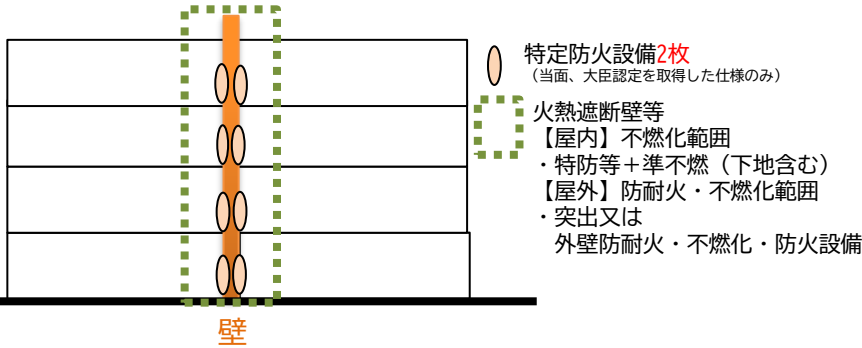 特定防火設備2枚
（当面、大臣認定を取得した仕様のみ）
火熱遮断壁等
【屋内】不燃化範囲
・特防等＋準不燃（下地含む）
【屋外】防耐火・不燃化範囲
・突出又は
外壁防耐火・不燃化・防火設備
壁